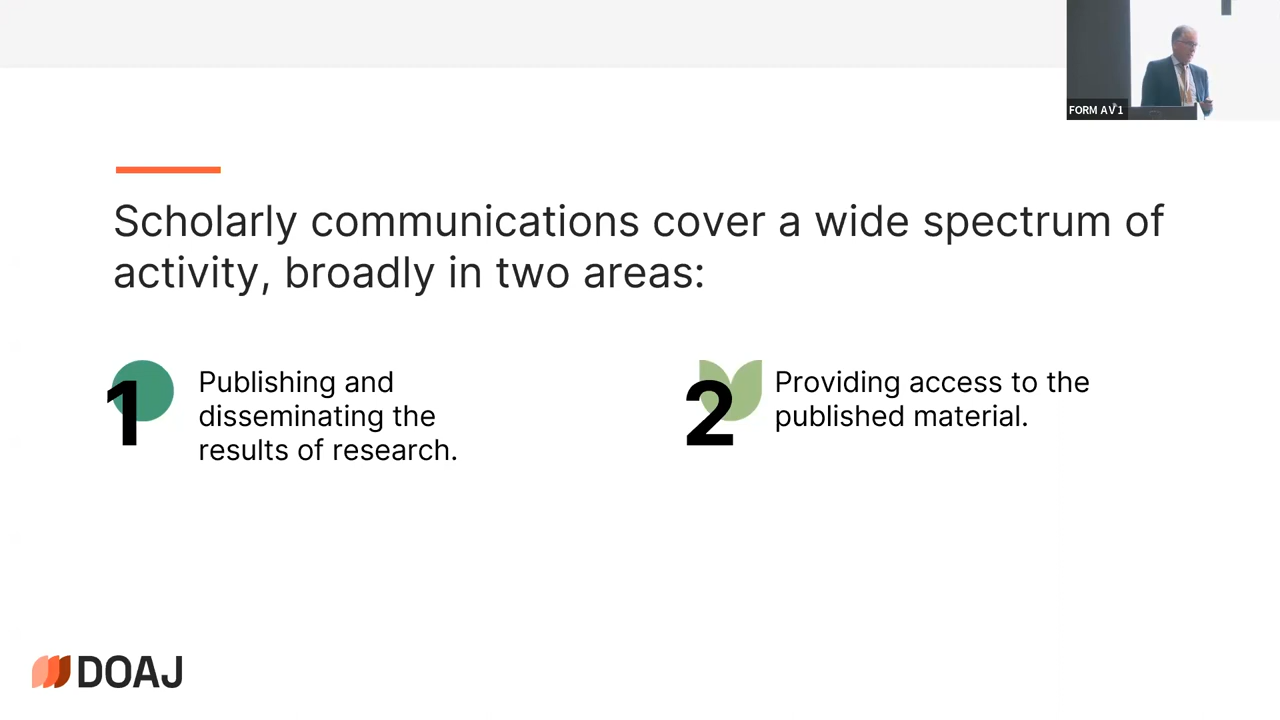 FORM AV 1
Scholarly communications cover a wide spectrum of
activity, broadly in two areas:
1
Publishing and
disseminating the
results of research.
2
Providing access to the
published material.
DOAJ